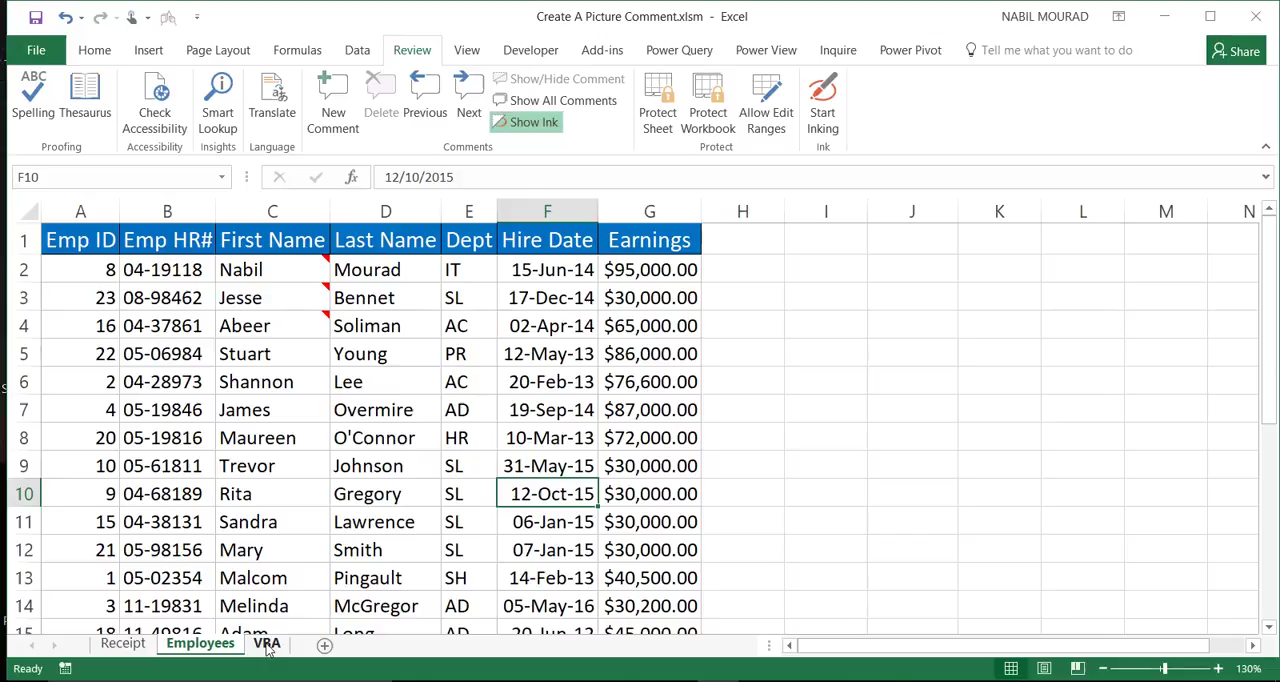 Create A Picture Comment.xlsm - Excel
NABIL MOURAD
File Home Insert Page Layout Formulas Data Review View Developer Add-ins Power Query Power View Inquire Power Pivot Tell me what you want to do Share
ABC
Spelling Thesaurus Check Accessibility Smart Lookup Translate New Comment Delete Previous Next
Show/Hide Comment
Show All Comments
Show Ink
Protect Sheet Protect Workbook Allow Edit Ranges Start Inking
Proofing Accessibility Insights Language Comments Protect Ink
F10 fx 12/10/2015
A B C D E F G H I J K L M N
1 Emp ID Emp HR# First Name Last Name Dept Hire Date Earnings
2 8 04-19118 Nabil Mourad IT 15-Jun-14 $95,000.00
3 23 08-98462 Jesse Bennet SL 17-Dec-14 $30,000.00
4 16 04-37861 Abeer Soliman AC 02-Apr-14 $65,000.00
5 22 05-06984 Stuart Young PR 12-May-13 $86,000.00
6 2 04-28973 Shannon Lee AC 20-Feb-13 $76,600.00
7 4 05-19846 James Overmire AD 19-Sep-14 $87,000.00
8 20 05-19816 Maureen O'Connor HR 10-Mar-13 $72,000.00
9 10 05-61811 Trevor Johnson SL 31-May-15 $30,000.00
10 9 04-68189 Rita Gregory SL 12-Oct-15 $30,000.00
11 15 04-38131 Sandra Lawrence SL 06-Jan-15 $30,000.00
12 21 05-98156 Mary Smith SL 07-Jan-15 $30,000.00
13 1 05-02354 Malcom Pingault SH 14-Feb-13 $40,500.00
14 3 11-19831 Melinda McGregor AD 05-May-16 $30,200.00
15 18 11-49816 Adam Long AD 20-Jun-12 $45,000.00
Receipt Employees VRA
Ready
130%